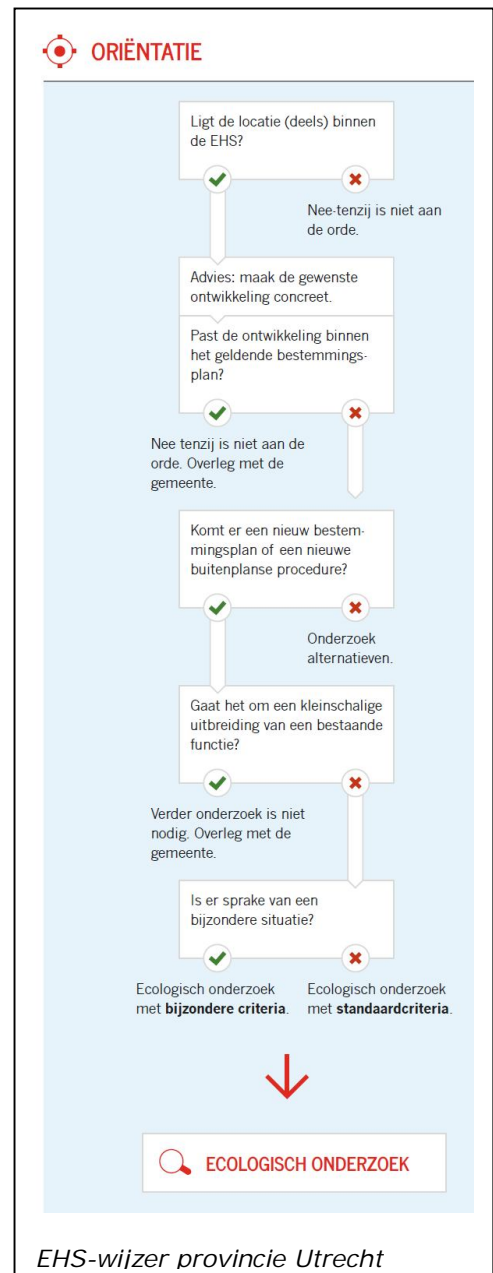 ORIËNTATIE
Ligt de locatie (deels) binnen
de EHS?
Nee-tenzij is niet aan
de orde.
Advies: maak de gewenste
ontwikkeling concreet.
Past de ontwikkeling binnen
het geldende bestemmings-
plan?
Nee tenzij is niet aan de
orde. Overleg met de
gemeente.
Komt er een nieuw bestem-
mingsplan of een nieuwe
buitenplanse procedure?
Onderzoek
alternatieven.
Gaat het om een kleinschalige
uitbreiding van een bestaande
functie?
Verder onderzoek is niet
nodig. Overleg met de
gemeente.
Is er sprake van een
bijzondere situatie?
Ecologisch onderzoek
met bijzondere criteria.
Ecologisch onderzoek
met standaardcriteria.
ECOLOGISCH ONDERZOEK
EHS-wijzer provincie Utrecht